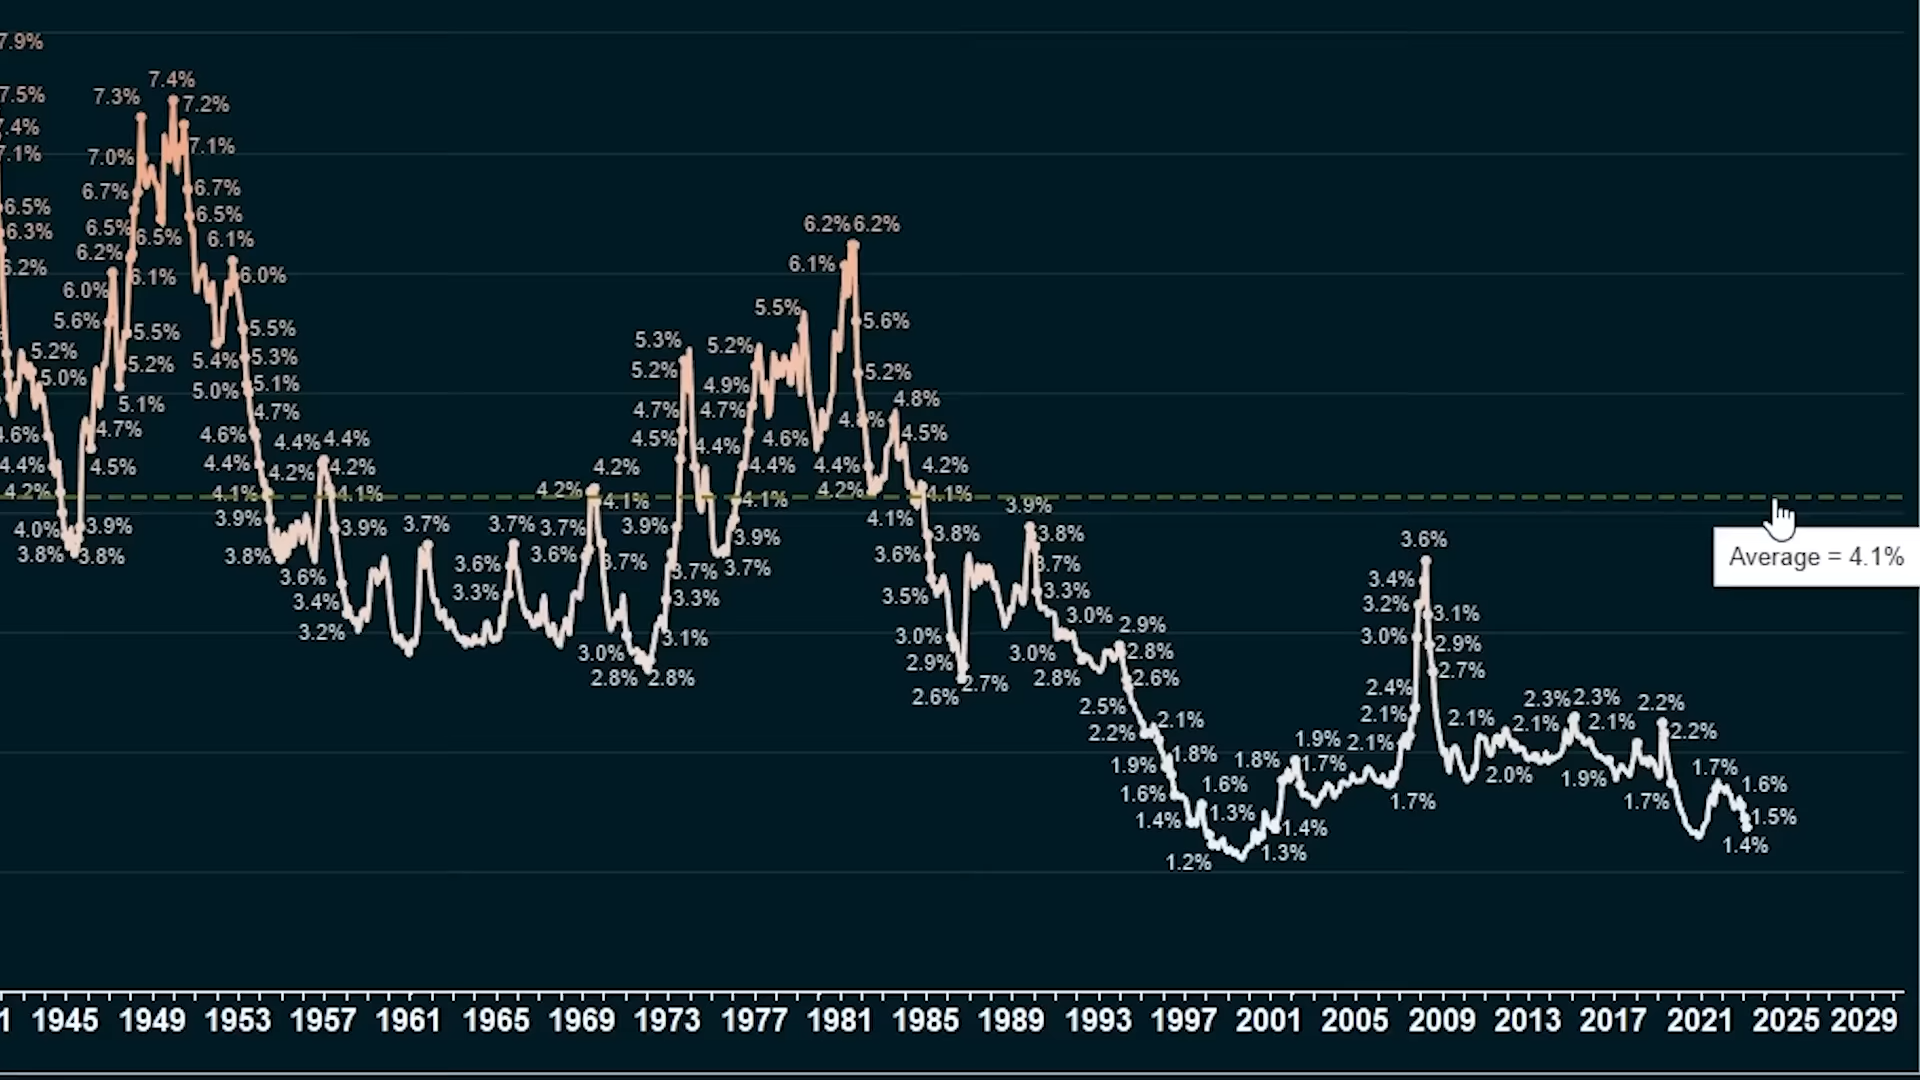 7.9%
7.4%
7.5% 7.3% 7.2%
7.4%
7.1% 7.0% 7.1%
6.7% 6.7%
6.5% 6.5%
6.3% 6.5% 6.5% 6.1% 6.2% 6.2%
6.2% 6.2% 6.1% 6.0% 6.1%
6.0% 5.5%
5.6% 5.5% 5.5% 5.6%
5.2% 5.2% 5.4% 5.3% 5.3% 5.2%
5.0% 5.0% 5.1% 5.2% 4.9% 5.2%
5.1% 4.7% 4.7% 4.7% 4.8% 4.8%
4.6% 4.7% 4.6% 4.4% 4.4% 4.5% 4.4% 4.6% 4.5%
4.4% 4.5% 4.4% 4.2% 4.2% 4.2% 4.4% 4.4% 4.2%
4.2% 4.1% 4.1% 4.2% 4.1% 4.1% 4.2% 4.1%
4.0% 3.9% 3.9% 3.9% 3.7% 3.7% 3.7% 3.9% 3.9% 4.1% 3.8% 3.9% 3.8%
3.8% 3.8% 3.8% 3.6% 3.6% 3.6% 3.7% 3.7% 3.7% 3.6% 3.7% 3.6%
3.4% 3.3% 3.3% 3.5% 3.3% 3.4%
3.2% 3.1% 3.0% 3.0% 2.9% 3.2% 3.1%
3.0% 2.9% 3.0% 2.8% 3.0% 2.9%
2.8% 2.8% 2.6% 2.7% 2.8% 2.6% 2.4% 2.7%
2.5% 2.1% 2.1% 2.1% 2.3% 2.3% 2.2%
2.2% 1.9% 2.1% 2.1% 2.1% 2.2%
1.9% 1.8% 1.8% 1.7% 2.0% 1.9% 1.7%
1.6% 1.6% 1.7% 1.7% 1.6%
1.4% 1.3% 1.4% 1.5%
1.2% 1.3% 1.4%
Average = 4.1%
1 1945 1949 1953 1957 1961 1965 1969 1973 1977 1981 1985 1989 1993 1997 2001 2005 2009 2013 2017 2021 2025 2029